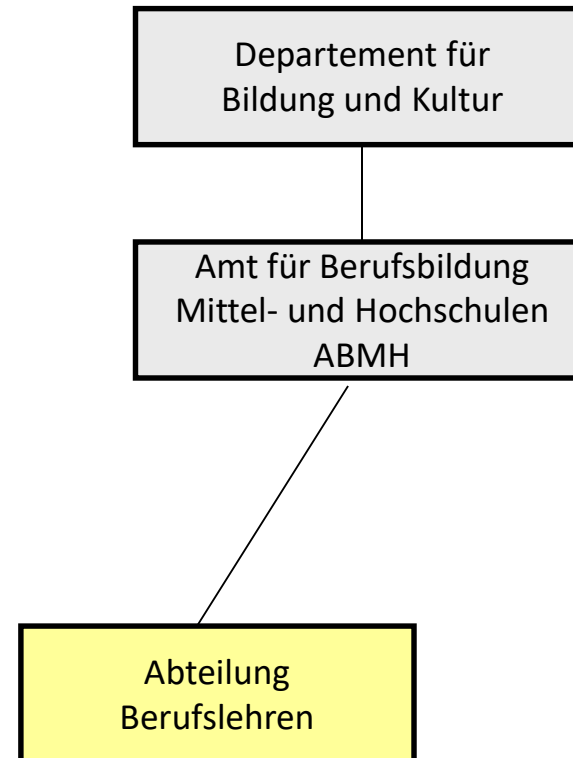 Departement für
Bildung und Kultur
Amt für Berufsbildung
Mittel- und Hochschulen
ABMH
Abteilung
Berufslehren